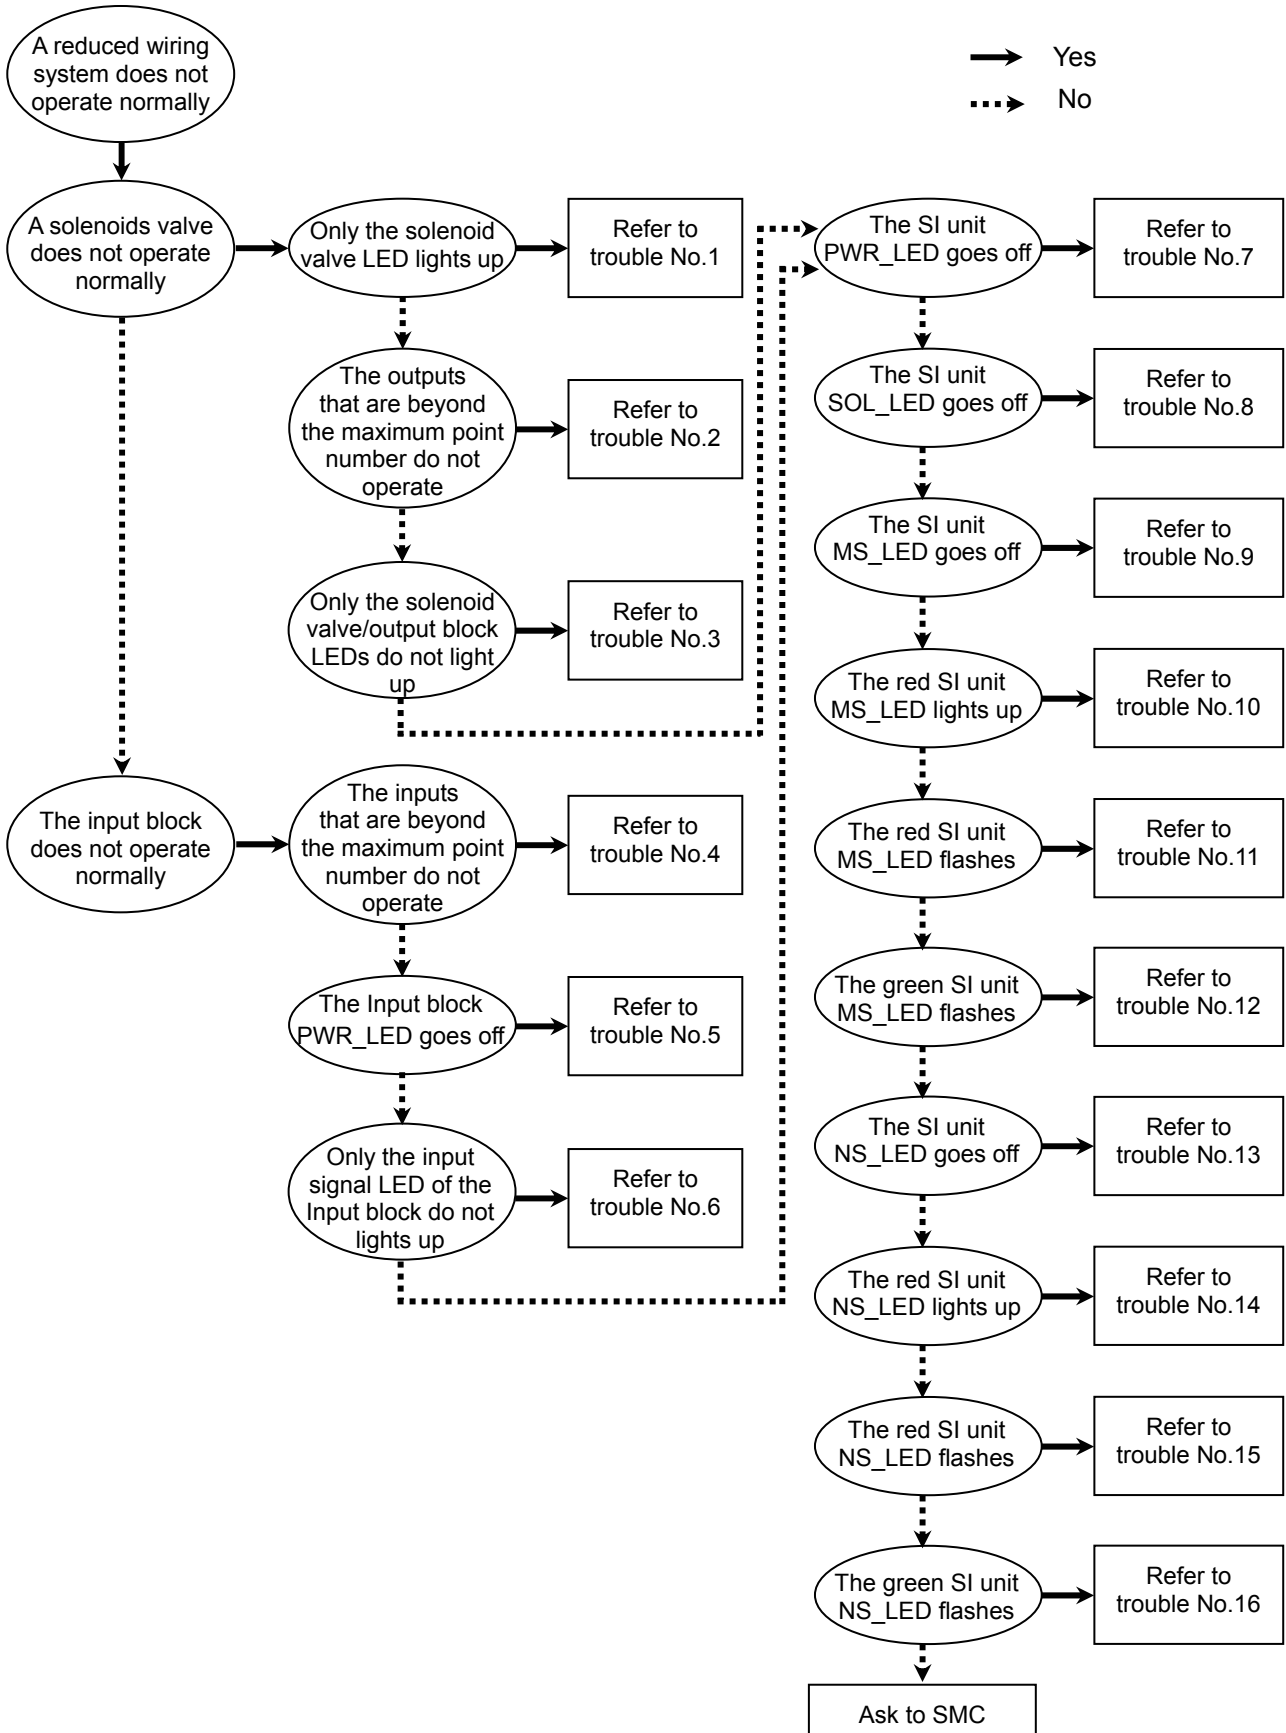 A reduced wiring
system does not
operate normally
Yes
No
A solenoids valve
does not operate
normally
Only the solenoid
valve LED lights up
Refer to
trouble No.1
The outputs
that are beyond
the maximum point
number do not
operate
Refer to
trouble No.2
Only the solenoid
valve/output block
LEDs do not light
up
Refer to
trouble No.3
The input block
does not operate
normally
The inputs
that are beyond
the maximum point
number do not
operate
Refer to
trouble No.4
The Input block
PWR_LED goes off
Refer to
trouble No.5
Only the input
signal LED of the
Input block do not
lights up
Refer to
trouble No.6
The SI unit
PWR_LED goes off
Refer to
trouble No.7
The SI unit
SOL_LED goes off
Refer to
trouble No.8
The SI unit
MS_LED goes off
Refer to
trouble No.9
The red SI unit
MS_LED lights up
Refer to
trouble No.10
The red SI unit
MS_LED flashes
Refer to
trouble No.11
The green SI unit
MS_LED flashes
Refer to
trouble No.12
The SI unit
NS_LED goes off
Refer to
trouble No.13
The red SI unit
NS_LED lights up
Refer to
trouble No.14
The red SI unit
NS_LED flashes
Refer to
trouble No.15
The green SI unit
NS_LED flashes
Refer to
trouble No.16
Ask to SMC